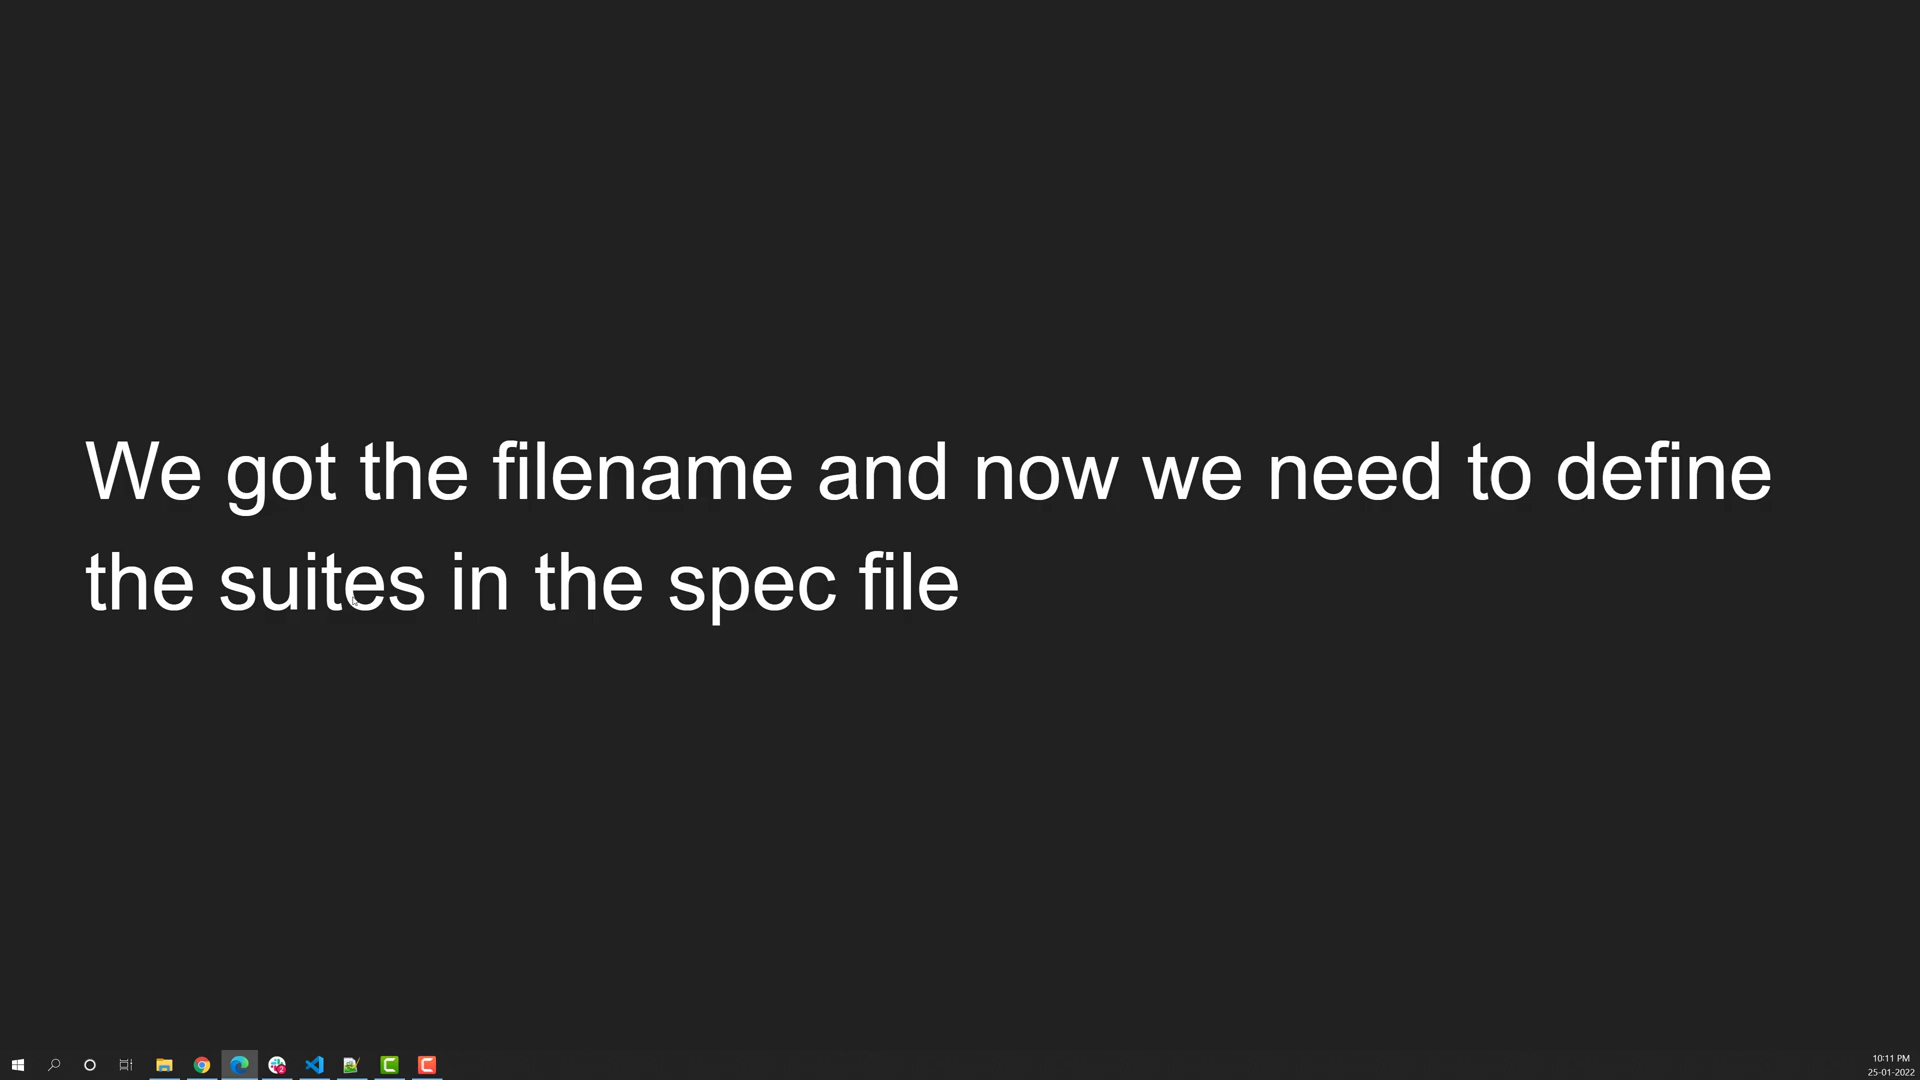 We got the filename and now we need to define
the suites in the spec file
2
10:11 PM
25-01-2022